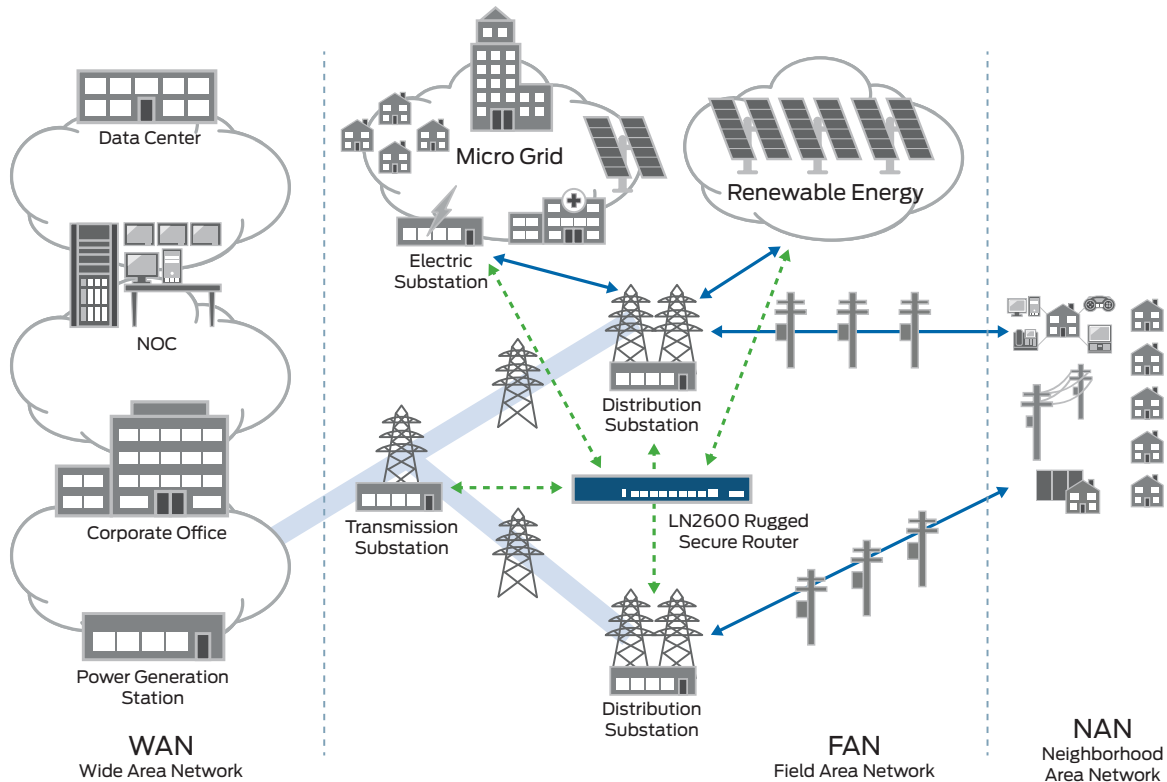 Data Center
NOC
Corporate Office
Power Generation
Station
WAN
Wide Area Network
Micro Grid
Renewable Energy
Electric
Substation
Distribution
Substation
Transmission
Substation
LN2600 Rugged
Secure Router
Distribution
Substation
FAN
Field Area Network
NAN
Neighborhood
Area Network